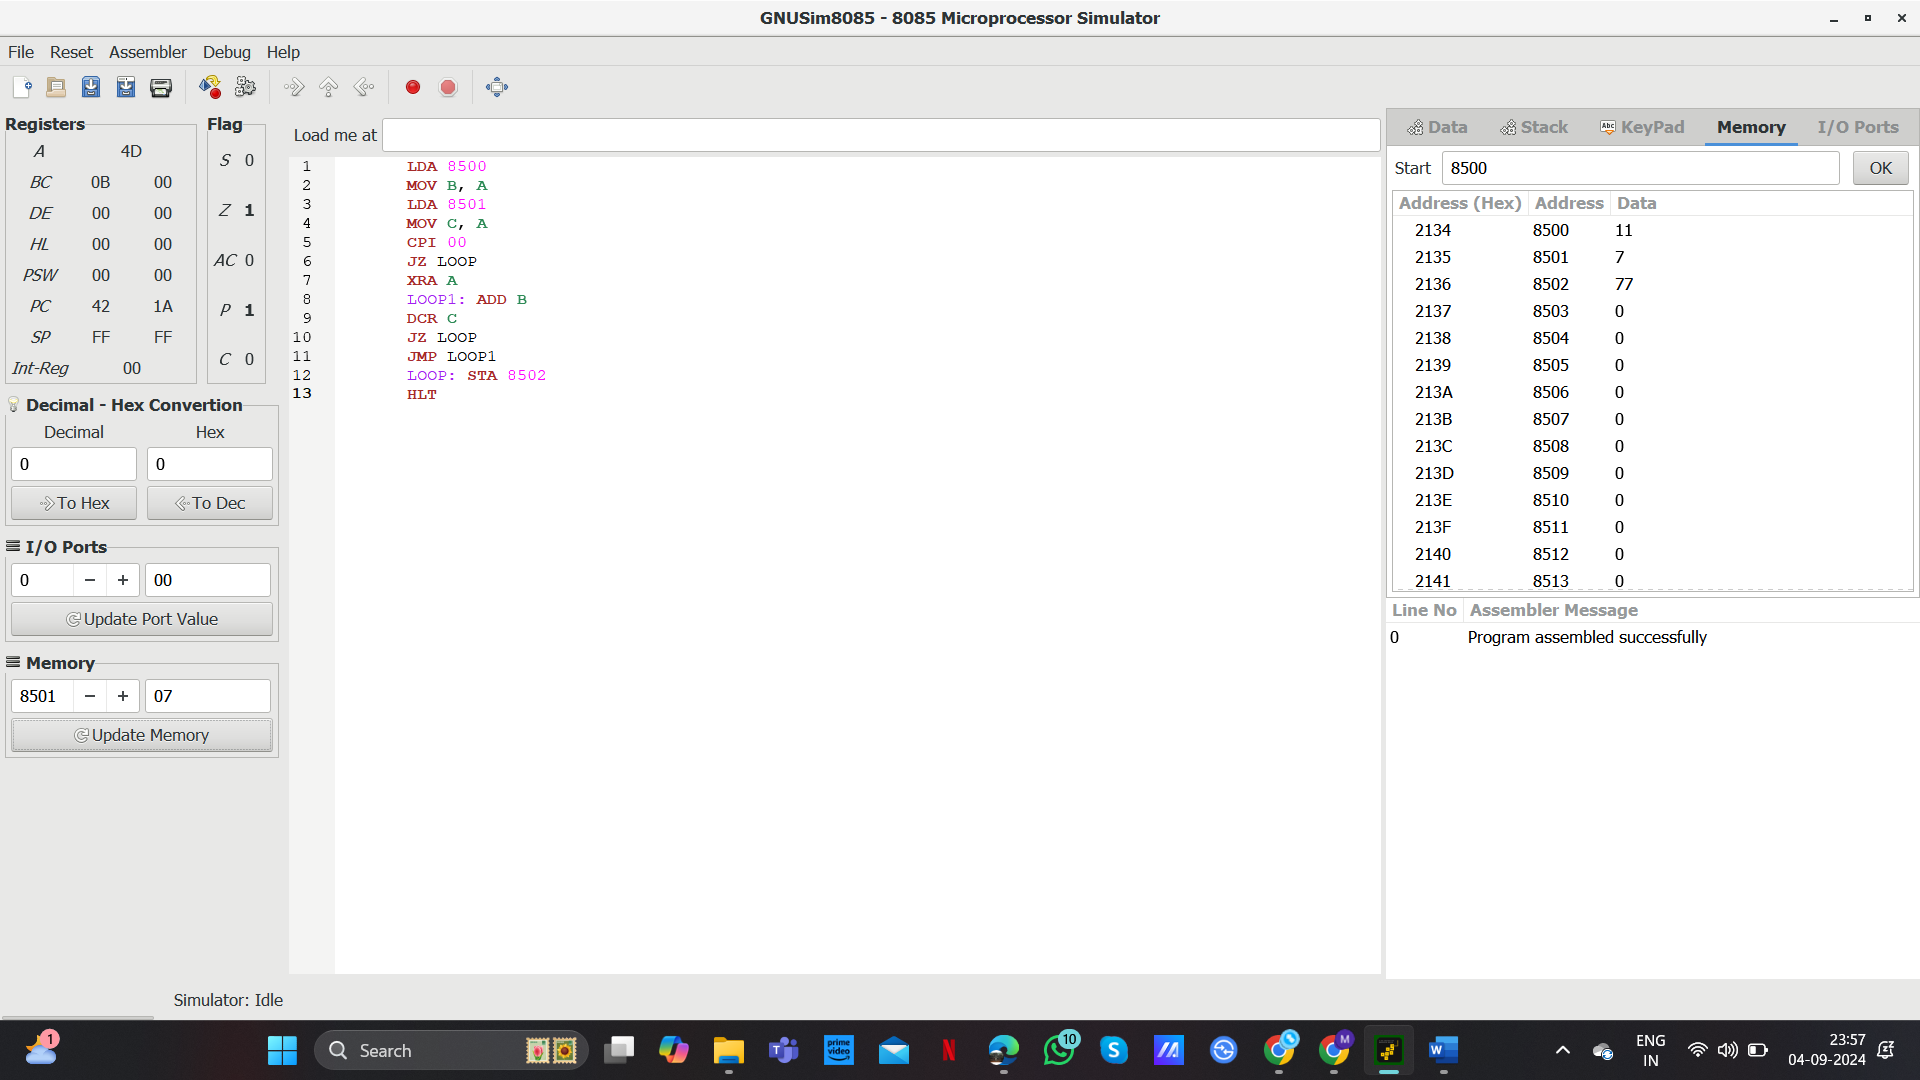 GNUSim8085 - 8085 Microprocessor Simulator
File Reset Assembler Debug Help
Registers
A 4D
BC 0B 00
DE 00 00
HL 00 00
PSW 00 00
PC 42 1A
SP FF FF
Int-Reg 00
Flag
S 0
Z 1
AC 0
P 1
C 0
Decimal - Hex Convertion
Decimal Hex
0 0
To Hex To Dec
I/O Ports
0 − + 00
Update Port Value
Memory
8501 − + 07
Update Memory
Load me at
1 LDA 8500
2 MOV B, A
3 LDA 8501
4 MOV C, A
5 CPI 00
6 JZ LOOP
7 XRA A
8 LOOP1: ADD B
9 DCR C
10 JZ LOOP
11 JMP LOOP1
12 LOOP: STA 8502
13 HLT
Data Stack Abc KeyPad Memory I/O Ports
Start 8500 OK
Address (Hex) Address Data
2134 8500 11
2135 8501 7
2136 8502 77
2137 8503 0
2138 8504 0
2139 8505 0
213A 8506 0
213B 8507 0
213C 8508 0
213D 8509 0
213E 8510 0
213F 8511 0
2140 8512 0
2141 8513 0
Line No Assembler Message
0 Program assembled successfully
Simulator: Idle
1 Search prime video N 10 S M W ENG IN 23:57
04-09-2024